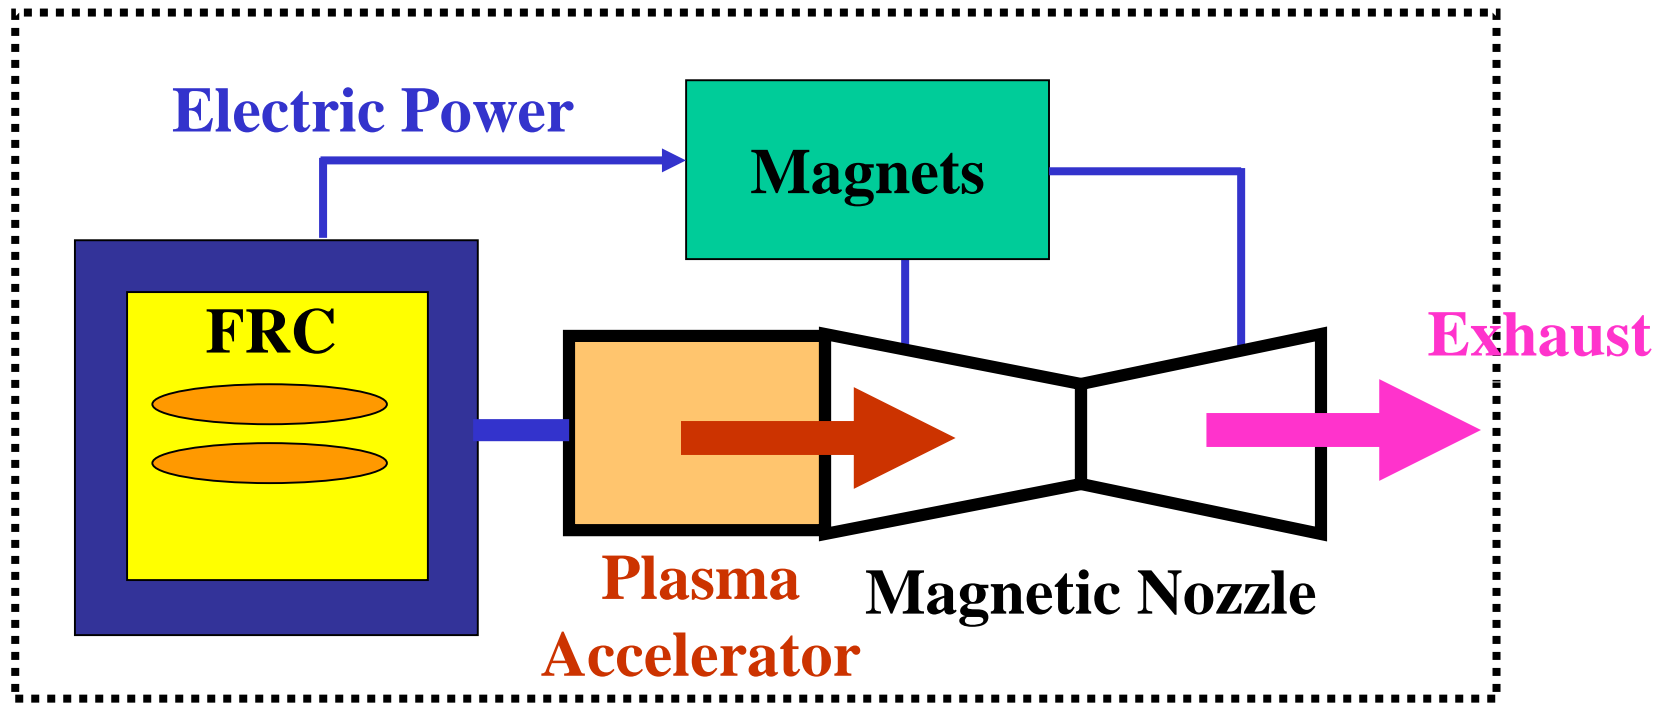 Electric Power
Magnets
FRC
Exhaust
Plasma
Accelerator
Magnetic Nozzle